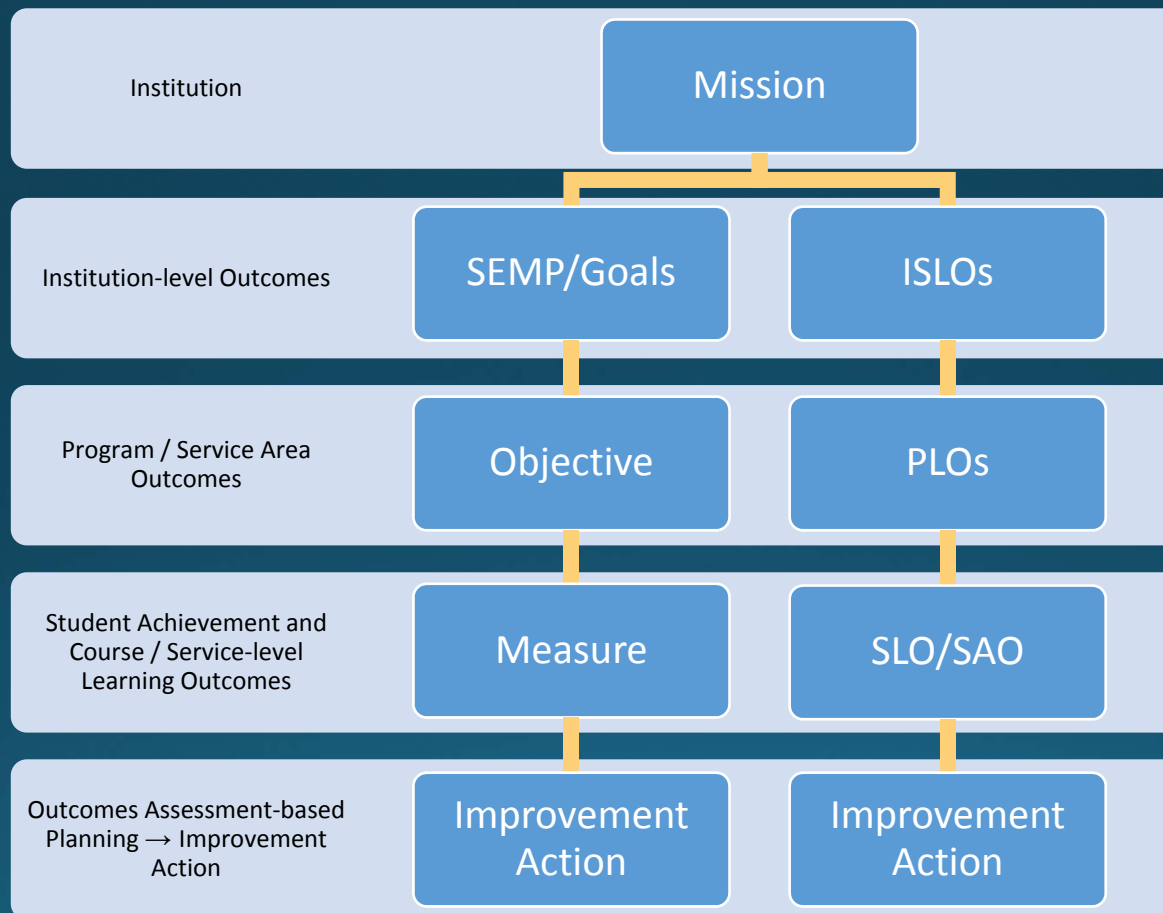 Institution
Mission
Institution-level Outcomes
SEMP/Goals
ISLOs
Program / Service Area
Outcomes
Objective
PLOs
Student Achievement and
Course / Service-level
Learning Outcomes
Measure
SLO/SAO
Outcomes Assessment-based
Planning → Improvement
Action
Improvement
Action
Improvement
Action